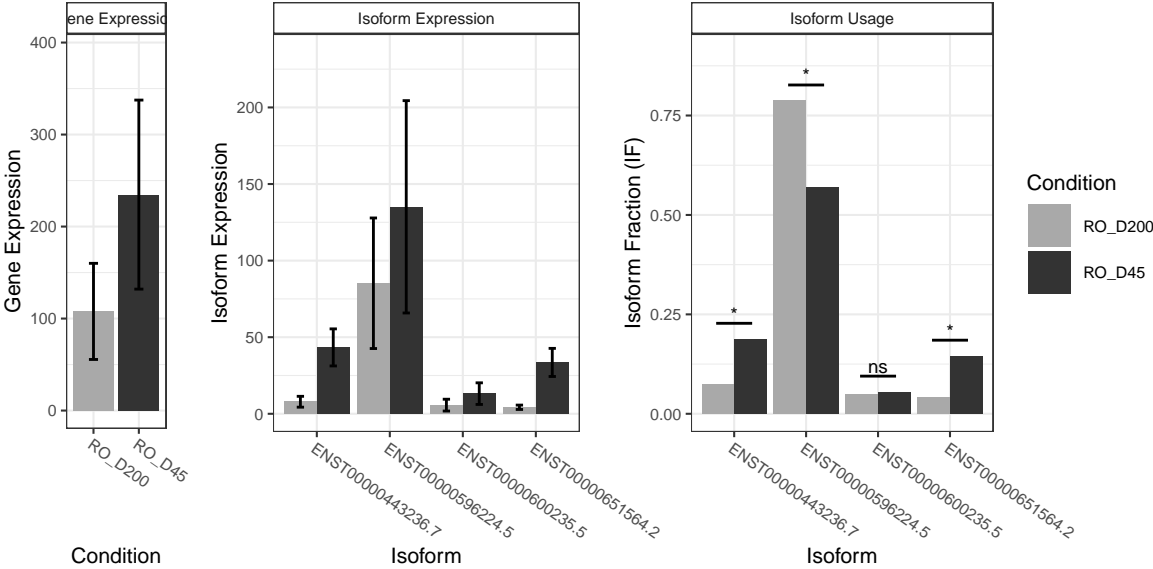 ene Expressio
Gene Expression
400
300
200
100
0
RO_D200
RO_D45
Condition
Isoform Expression
Isoform Expression
200
150
100
50
0
ENST00000443236.7
ENST00000596224.5
ENST00000600235.5
ENST00000651564.2
Isoform
Isoform Usage
Isoform Fraction (IF)
0.75
0.50
0.25
0.00
*
*
ns
*
ENST00000443236.7
ENST00000596224.5
ENST00000600235.5
ENST00000651564.2
Isoform
Condition
RO_D200
RO_D45